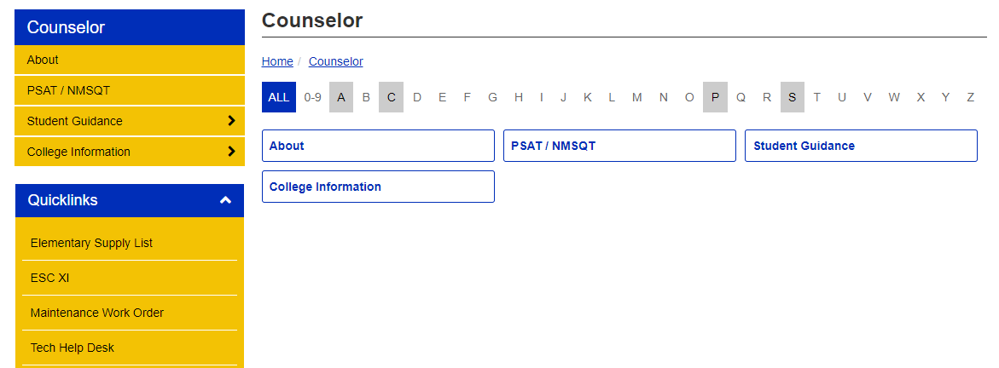 Counselor
About
PSAT / NMSQT
Student Guidance
College Information
Quicklinks
Elementary Supply List
ESC XI
Maintenance Work Order
Tech Help Desk
Counselor
Home / Counselor
ALL 0-9 A B C D E F G H I J K L M N O P Q R S T U V W X Y Z
About PSAT / NMSQT Student Guidance
College Information